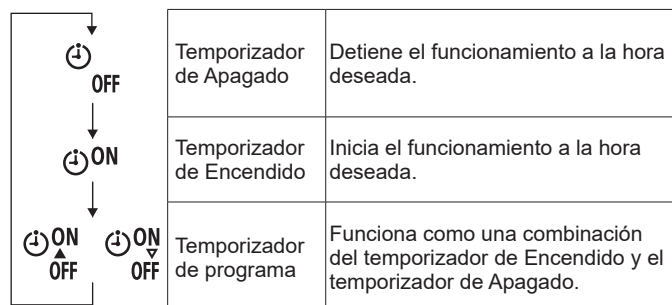 OFF
Temporizador
de Apagado
Detiene el funcionamiento a la hora
deseada.
ON
Temporizador
de Encendido
Inicia el funcionamiento a la hora
deseada.
ON
OFF
ON
OFF
Temporizador
de programa
Funciona como una combinación
del temporizador de Encendido y el
temporizador de Apagado.